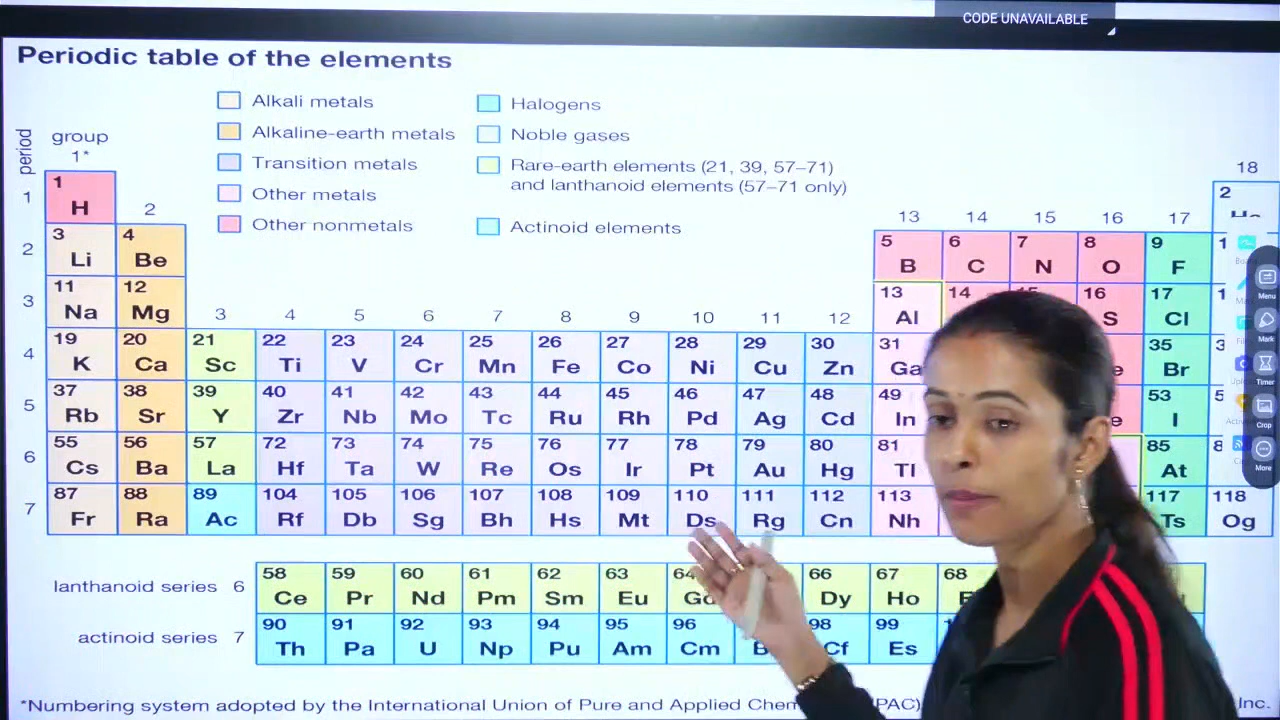 CODE UNAVAILABLE
Periodic table of the elements
Alkali metals
Alkaline-earth metals
Transition metals
Other metals
Other nonmetals
Halogens
Noble gases
Rare-earth elements (21, 39, 57–71)
and lanthanoid elements (57–71 only)
Actinoid elements
period
group
1* 2 3 4 5 6 7 8 9 10 11 12 13 14 15 16 17 18
1 1 H 2
2 3 Li 4 Be 5 B 6 C 7 N 8 O 9 F
3 11 Na 12 Mg 13 Al 14 16 S 17 Cl
4 19 K 20 Ca 21 Sc 22 Ti 23 V 24 Cr 25 Mn 26 Fe 27 Co 28 Ni 29 Cu 30 Zn 31 Ga 35 Br
5 37 Rb 38 Sr 39 Y 40 Zr 41 Nb 42 Mo 43 Tc 44 Ru 45 Rh 46 Pd 47 Ag 48 Cd 49 In 53 I
6 55 Cs 56 Ba 57 La 72 Hf 73 Ta 74 W 75 Re 76 Os 77 Ir 78 Pt 79 Au 80 Hg 81 Tl 85 At
7 87 Fr 88 Ra 89 Ac 104 Rf 105 Db 106 Sg 107 Bh 108 Hs 109 Mt 110 Ds 111 Rg 112 Cn 113 Nh 117 Ts 118 Og
lanthanoid series 6 58 Ce 59 Pr 60 Nd 61 Pm 62 Sm 63 Eu 66 Dy 67 Ho 68
actinoid series 7 90 Th 91 Pa 92 U 93 Np 94 Pu 95 Am 96 Cm 98 Cf 99 Es
*Numbering system adopted by the International Union of Pure and Applied PAC) Inc.
Menu
Mark
Timer
Crop
More